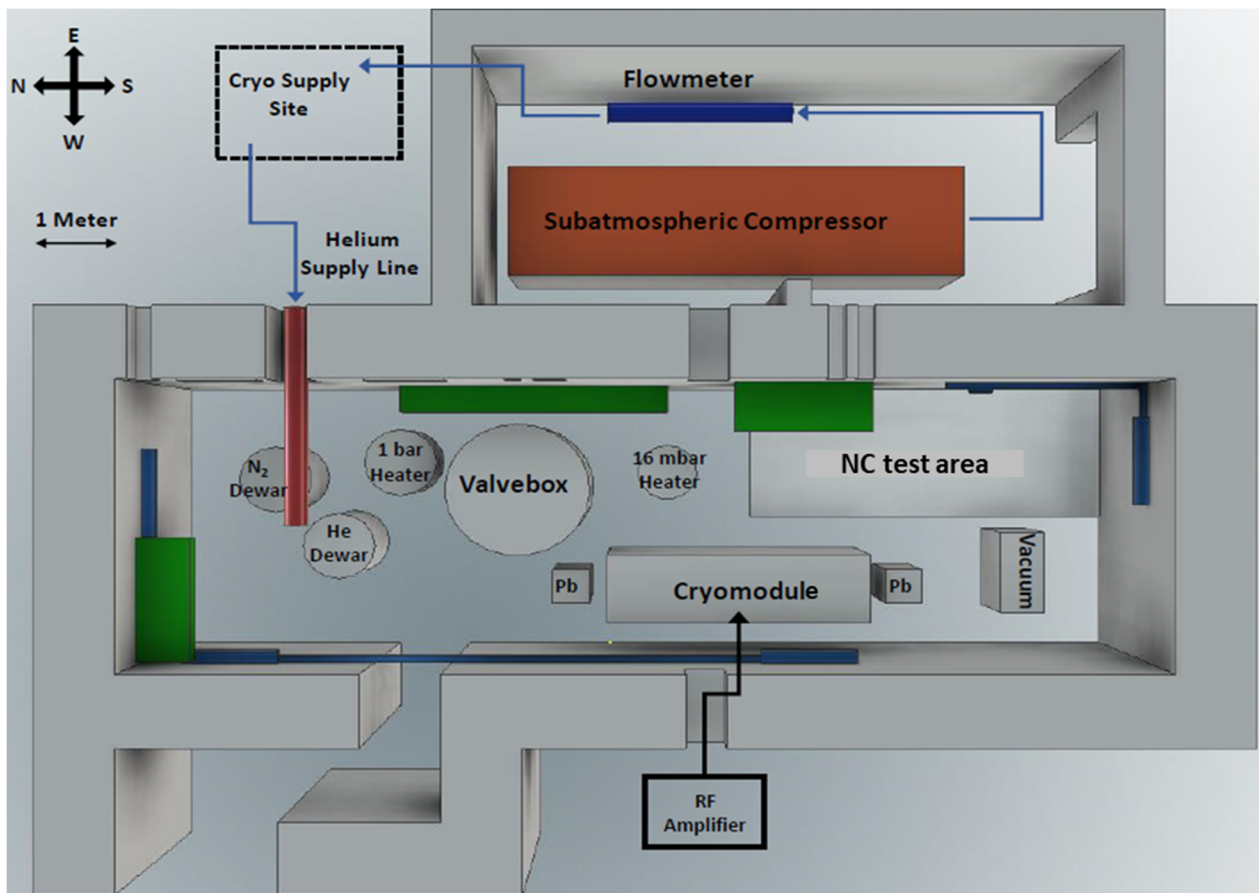 E
N S
W
1 Meter
Cryo Supply
Site
Helium
Supply Line
Flowmeter
Subatmospheric Compressor
N₂
Dewar
1 bar
Heater
He
Dewar
Valvebox
16 mbar
Heater
NC test area
Pb
Cryomodule
Pb
Vacuum
RF
Amplifier